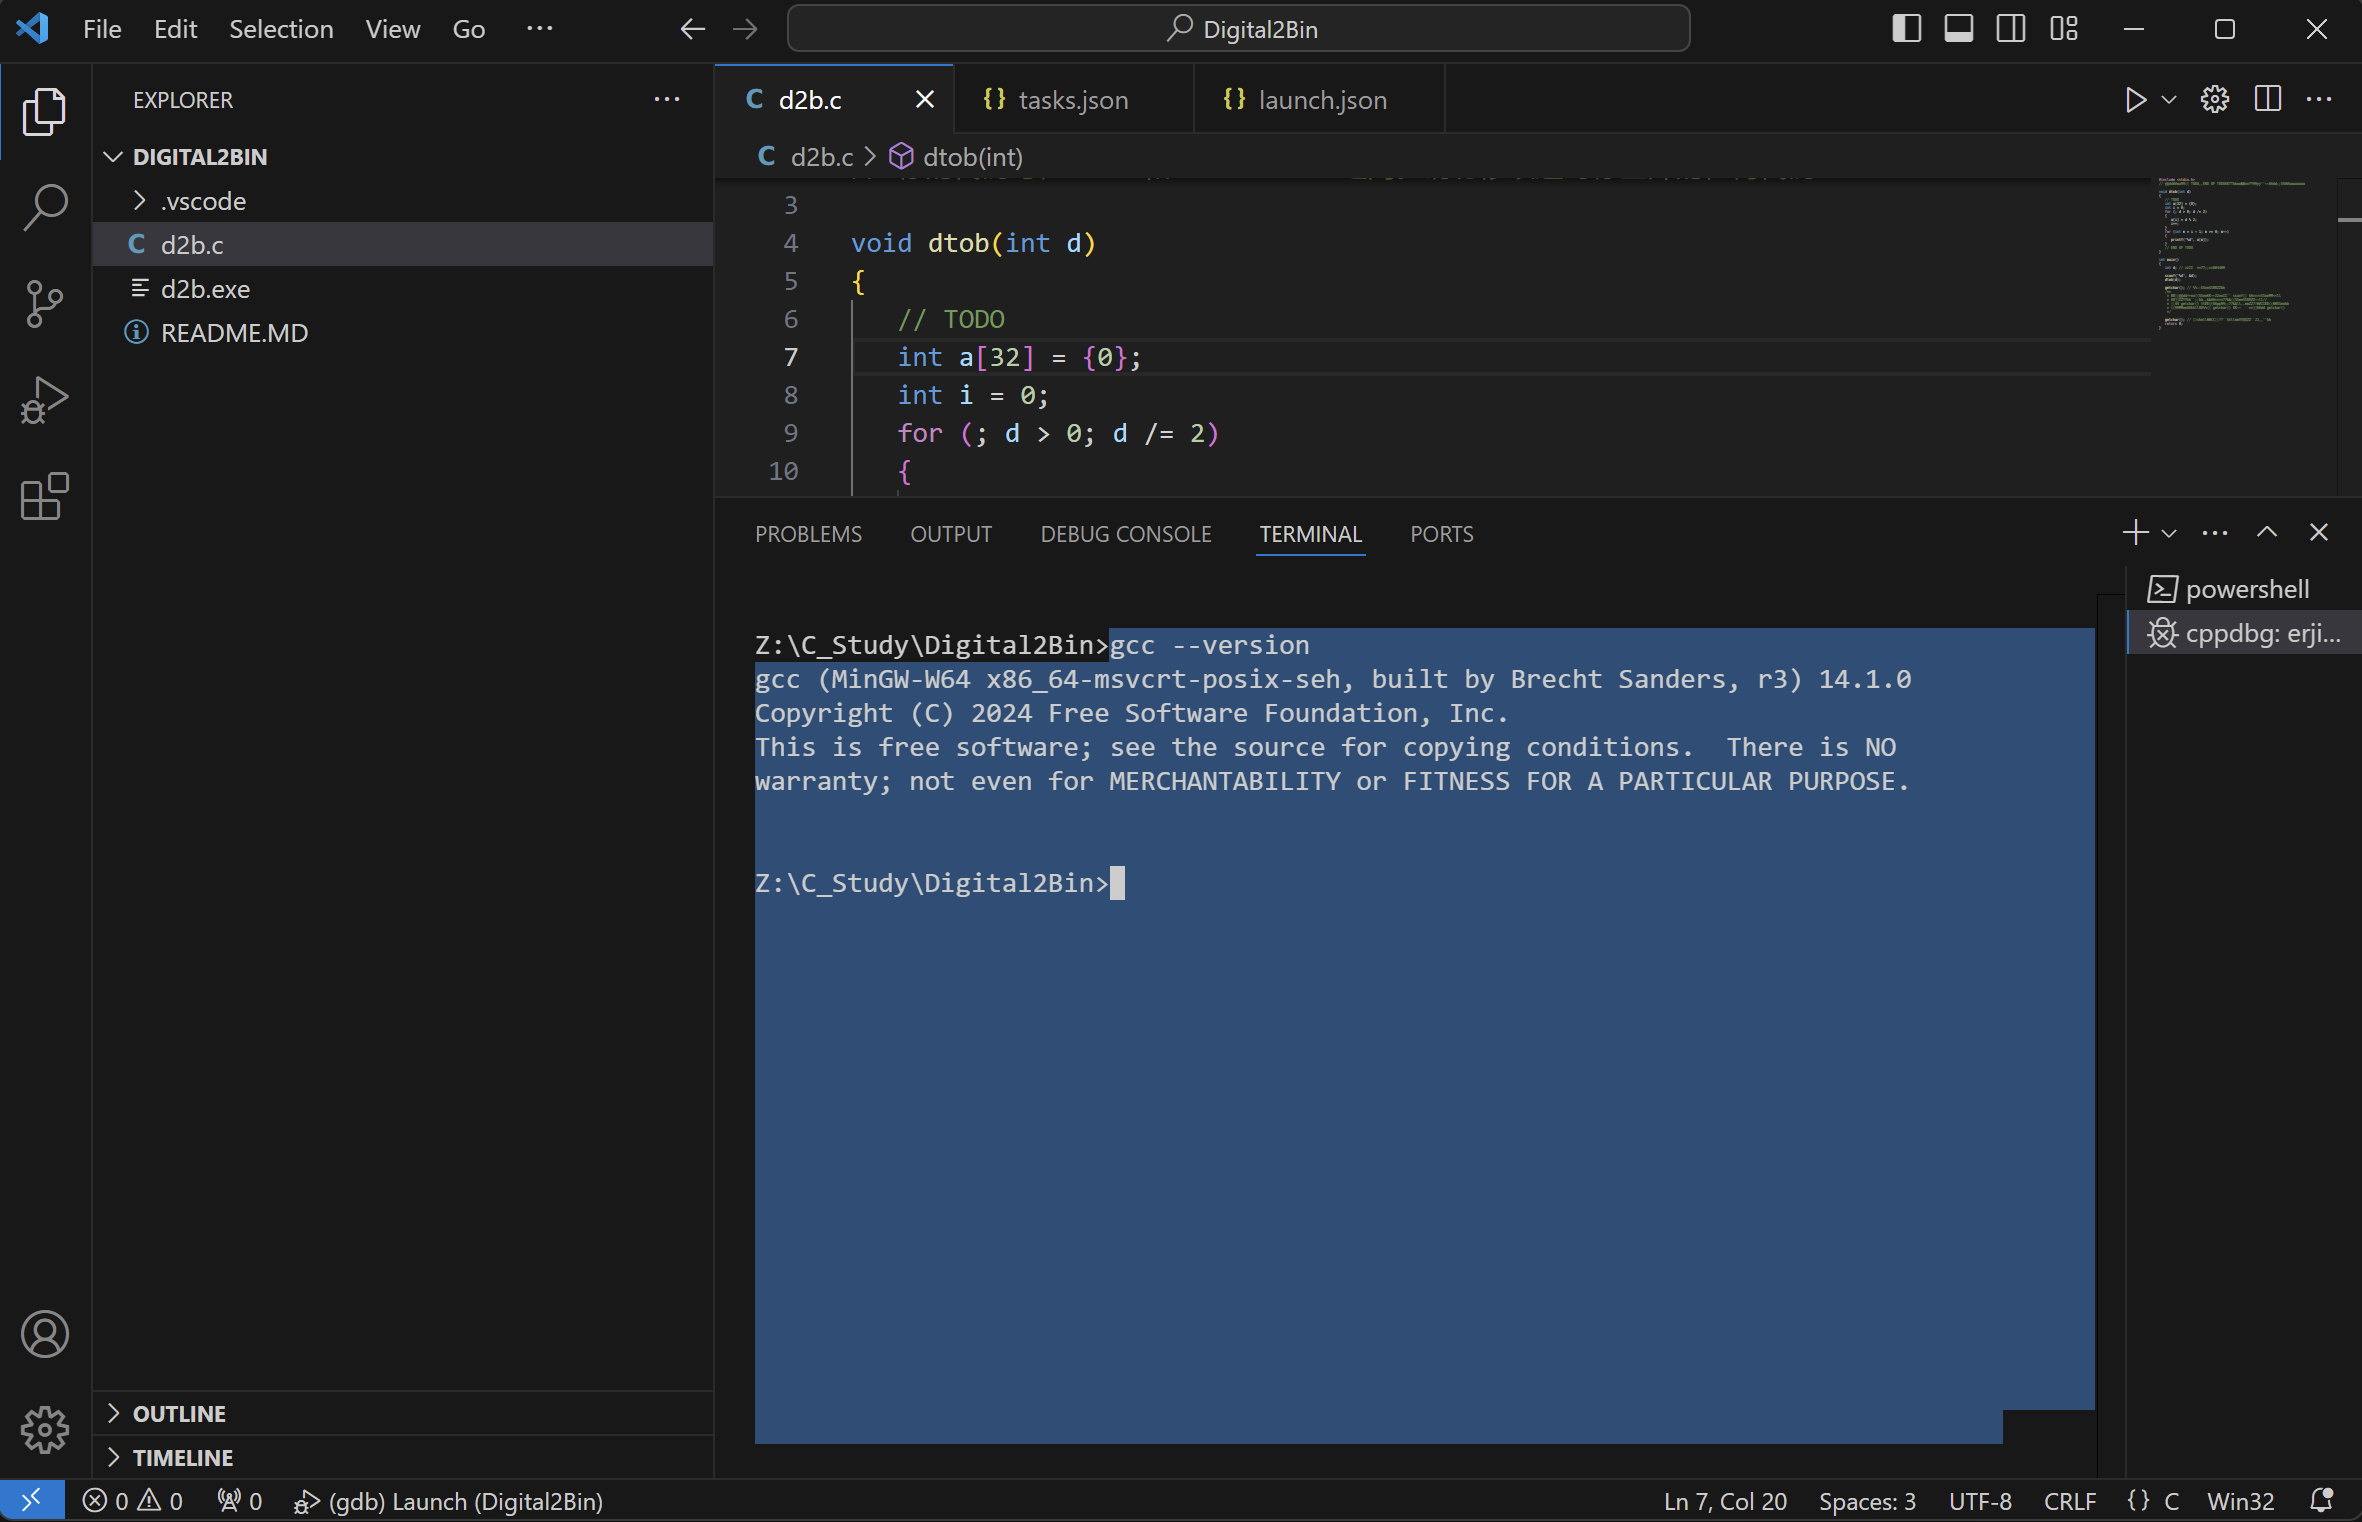 File Edit Selection View Go ···
Digital2Bin
EXPLORER
DIGITAL2BIN
.vscode
C d2b.c
d2b.exe
README.MD
OUTLINE
TIMELINE
C d2b.c
{} tasks.json
{} launch.json
C d2b.c > dtob(int)
3
4 void dtob(int d)
5 {
6 // TODO
7 int a[32] = {0};
8 int i = 0;
9 for (; d > 0; d /= 2)
10 {
PROBLEMS OUTPUT DEBUG CONSOLE TERMINAL PORTS
Z:\C_Study\Digital2Bin>gcc --version
gcc (MinGW-W64 x86_64-msvcrt-posix-seh, built by Brecht Sanders, r3) 14.1.0
Copyright (C) 2024 Free Software Foundation, Inc.
This is free software; see the source for copying conditions.  There is NO
warranty; not even for MERCHANTABILITY or FITNESS FOR A PARTICULAR PURPOSE.
Z:\C_Study\Digital2Bin>
powershell
cppdbg: erji...
0 0 0 (gdb) Launch (Digital2Bin) Ln 7, Col 20 Spaces: 3 UTF-8 CRLF {} C Win32